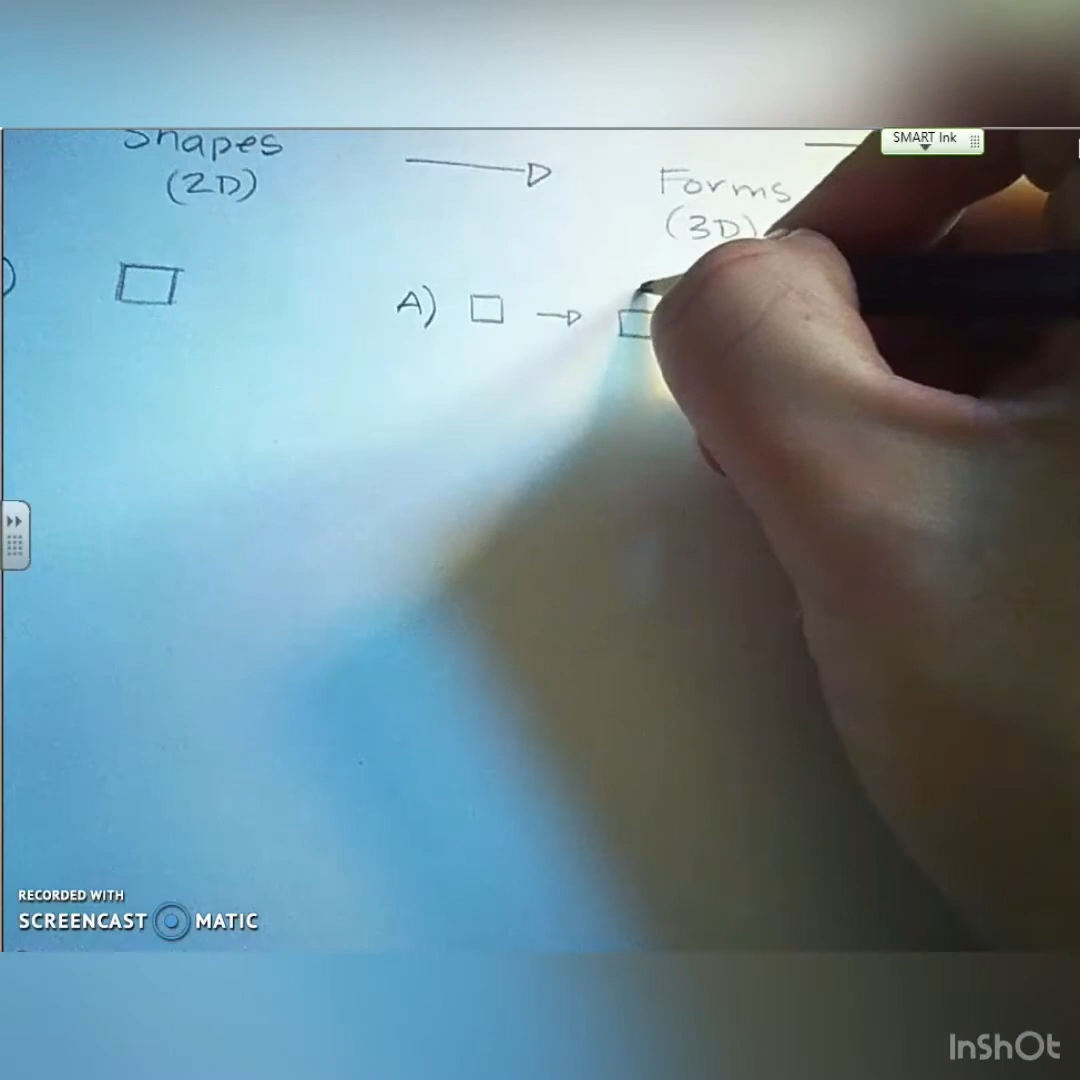 SMART Ink
Shapes
(2D)
Forms
(3D)
A)
RECORDED WITH
SCREENCAST MATIC
InShOt